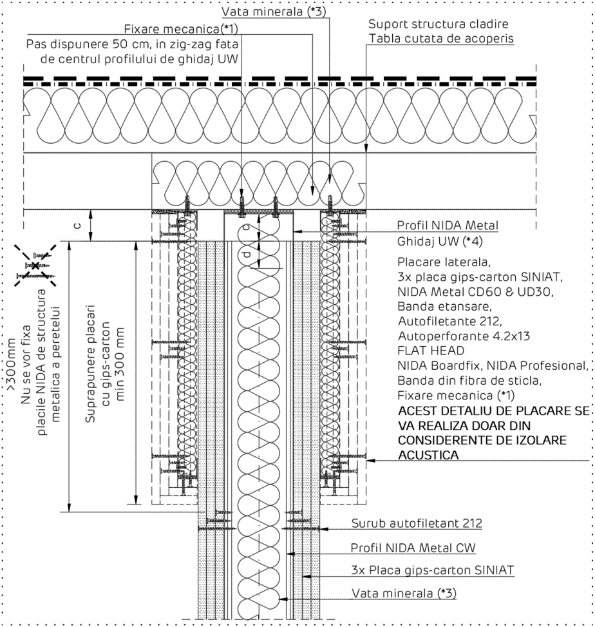 Vata minerala (*3)
Fixare mecanica(*1)
Pas dispunere 50 cm, in zig-zag fata
de centrul profilului de ghidaj UW
Suport structura cladire
Tabla cutata de acoperis
c
a
d
Profil NIDA Metal
Ghidaj UW (*4)
Placare laterala,
3x placa gips-carton SINIAT,
NIDA Metal CD60 & UD30,
Banda etansare,
Autofiletante 212,
Autoperforante 4.2x13
FLAT HEAD
NIDA Boardfix, NIDA Profesional,
Banda din fibra de sticla,
Fixare mecanica (*1)
ACEST DETALIU DE PLACARE SE
VA REALIZA DOAR DIN
CONSIDERENTE DE IZOLARE
ACUSTICA
>300mm
Nu se vor fixa
placile NIDA de structura
metalica a peretelui
Suprapunere placari
cu gips-carton
min 300 mm
Surub autofiletant 212
Profil NIDA Metal CW
3x Placa gips-carton SINIAT
Vata minerala (*3)